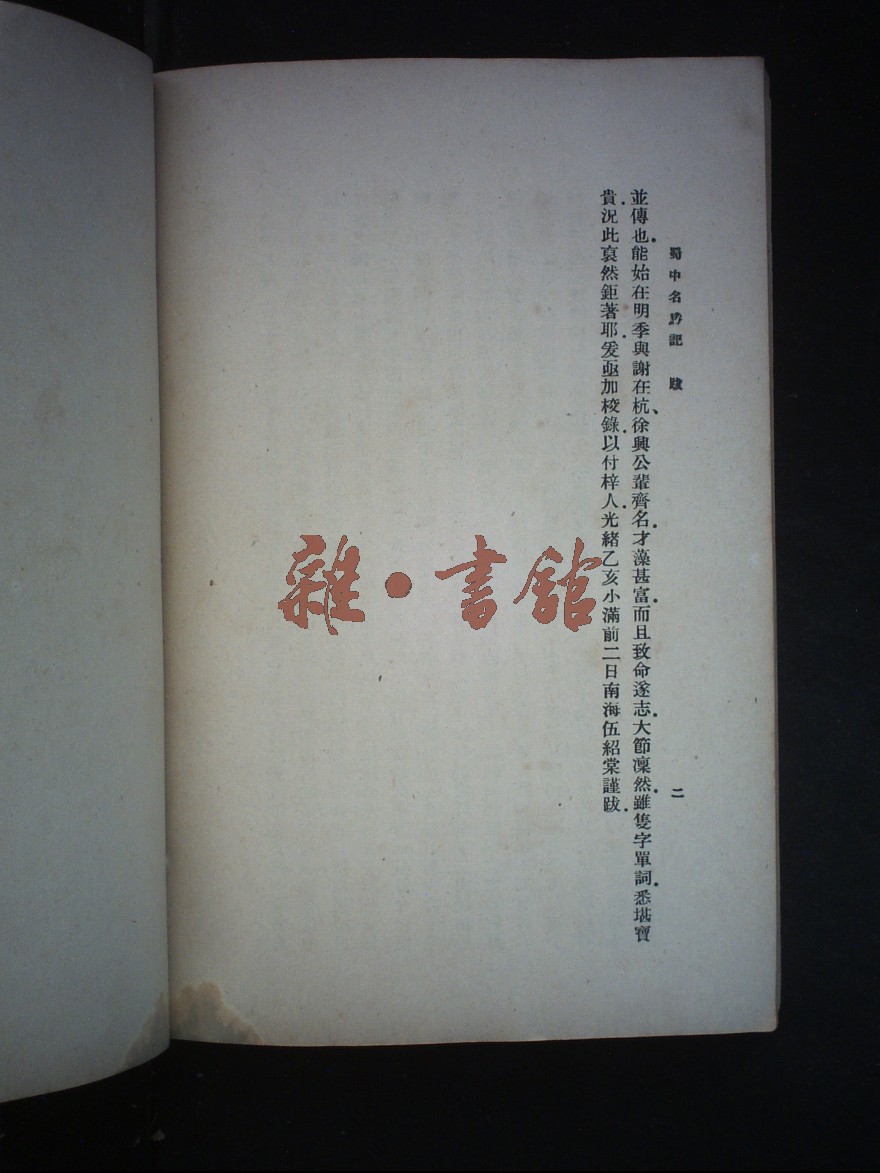 蜀中名勝記 跋
二
並傳也.能始在明季與謝在杭、徐興公輩齊名.才藻甚富.而且致命遂志.大節凜然.雖隻字單詞.悉堪寶
貴.況此裒然鉅著耶.爰亟加校錄.以付梓人.光緒乙亥小滿前二日南海伍紹棠謹跋.
雜·書館